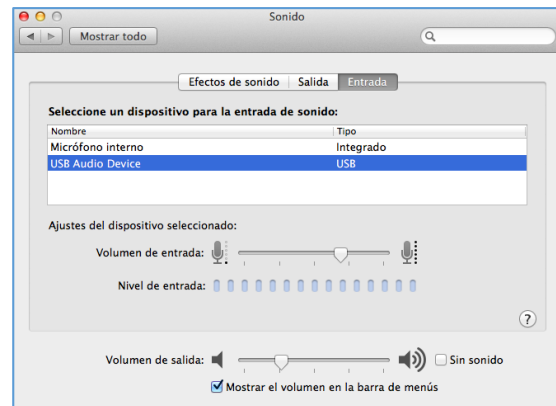 Sonido
Mostrar todo
Efectos de sonido Salida Entrada
Seleccione un dispositivo para la entrada de sonido:
Nombre Tipo
Micrófono interno Integrado
USB Audio Device USB
Ajustes del dispositivo seleccionado:
Volumen de entrada:
Nivel de entrada:
?
Volumen de salida: Sin sonido
Mostrar el volumen en la barra de menús